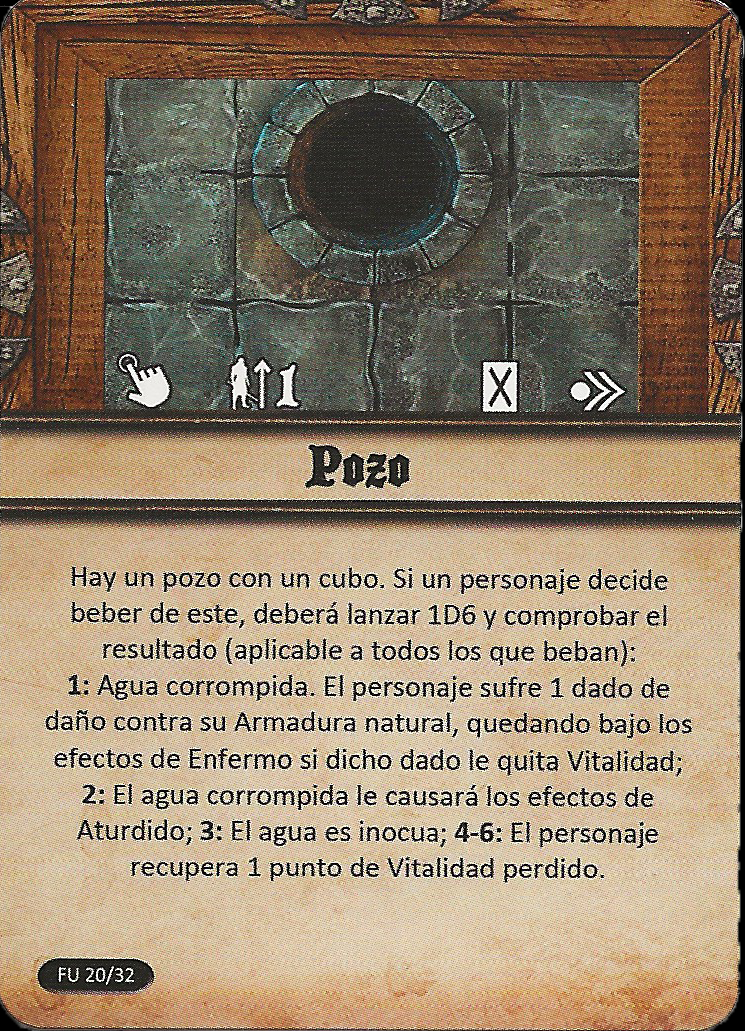 1
X
Pozo
Hay un pozo con un cubo. Si un personaje decide
beber de este, deberá lanzar 1D6 y comprobar el
resultado (aplicable a todos los que beban):
1: Agua corrompida. El personaje sufre 1 dado de
daño contra su Armadura natural, quedando bajo los
efectos de Enfermo si dicho dado le quita Vitalidad;
2: El agua corrompida le causará los efectos de
Aturdido; 3: El agua es inocua; 4-6: El personaje
recupera 1 punto de Vitalidad perdido.
FU 20/32